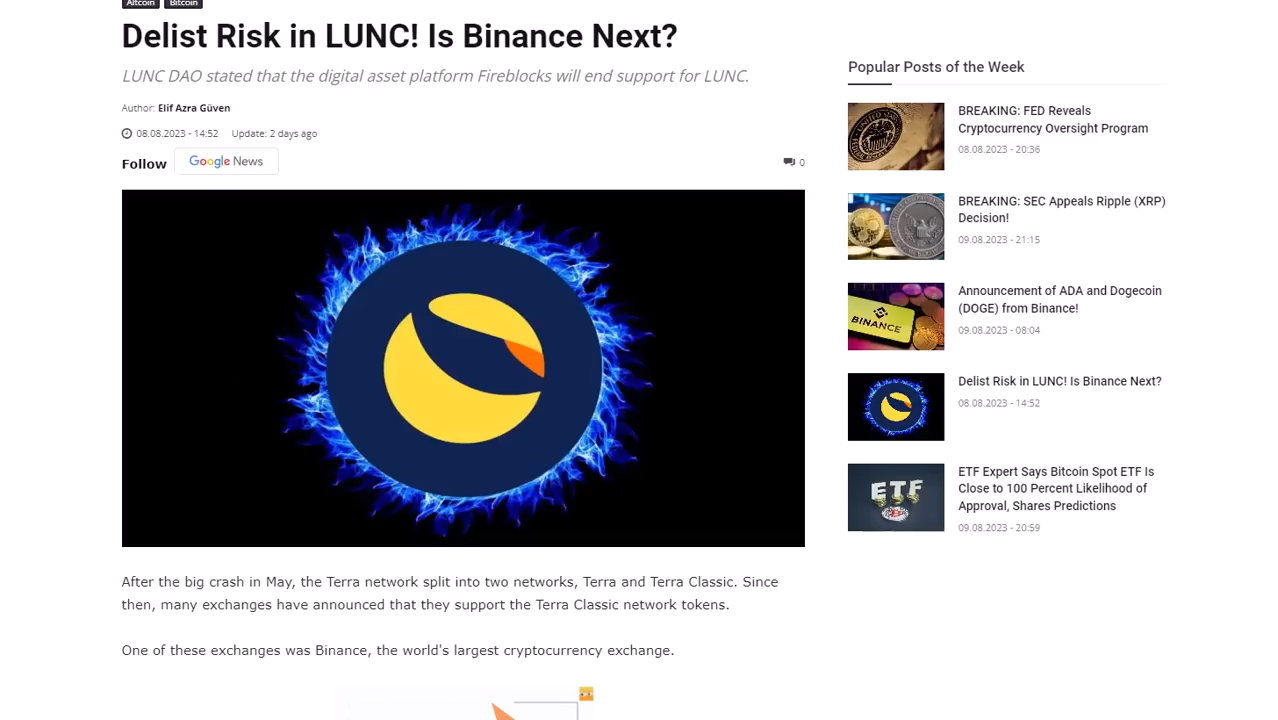 Altcoin Bitcoin
Delist Risk in LUNC! Is Binance Next?
LUNC DAO stated that the digital asset platform Fireblocks will end support for LUNC.
Author: Elif Azra Güven
08.08.2023 - 14:52 Update: 2 days ago
Follow Google News
0
After the big crash in May, the Terra network split into two networks, Terra and Terra Classic. Since
then, many exchanges have announced that they support the Terra Classic network tokens.
One of these exchanges was Binance, the world's largest cryptocurrency exchange.
Popular Posts of the Week
BREAKING: FED Reveals
Cryptocurrency Oversight Program
08.08.2023 - 20:36
BREAKING: SEC Appeals Ripple (XRP)
Decision!
09.08.2023 - 21:15
BINANCE
Announcement of ADA and Dogecoin
(DOGE) from Binance!
09.08.2023 - 08:04
Delist Risk in LUNC! Is Binance Next?
08.08.2023 - 14:52
ETF
ETF Expert Says Bitcoin Spot ETF Is
Close to 100 Percent Likelihood of
Approval, Shares Predictions
09.08.2023 - 20:59